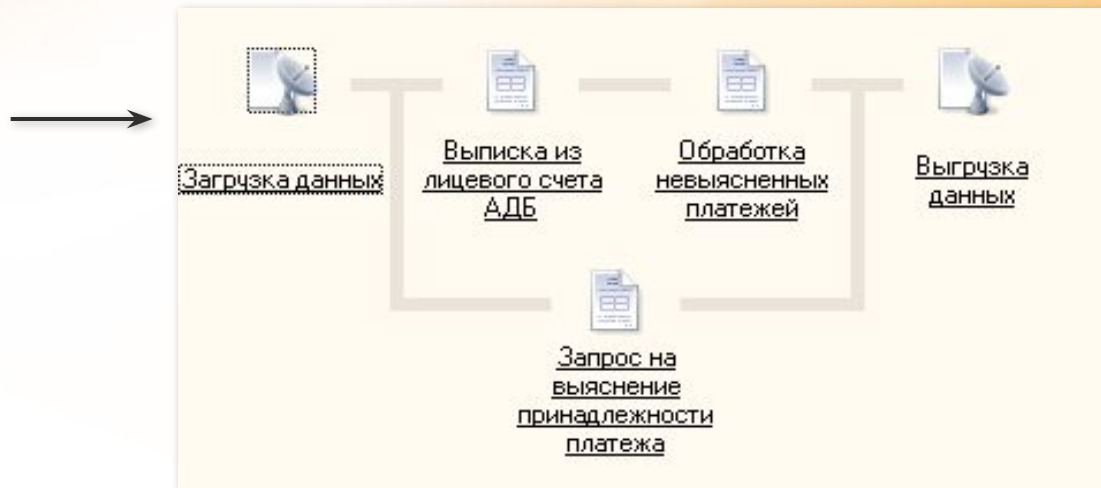 Загрузка данных
Выписка из
лицевого счета
АДБ
Обработка
невыясненных
платежей
Выгрузка
данных
Запрос на
выяснение
принадлежности
платежа